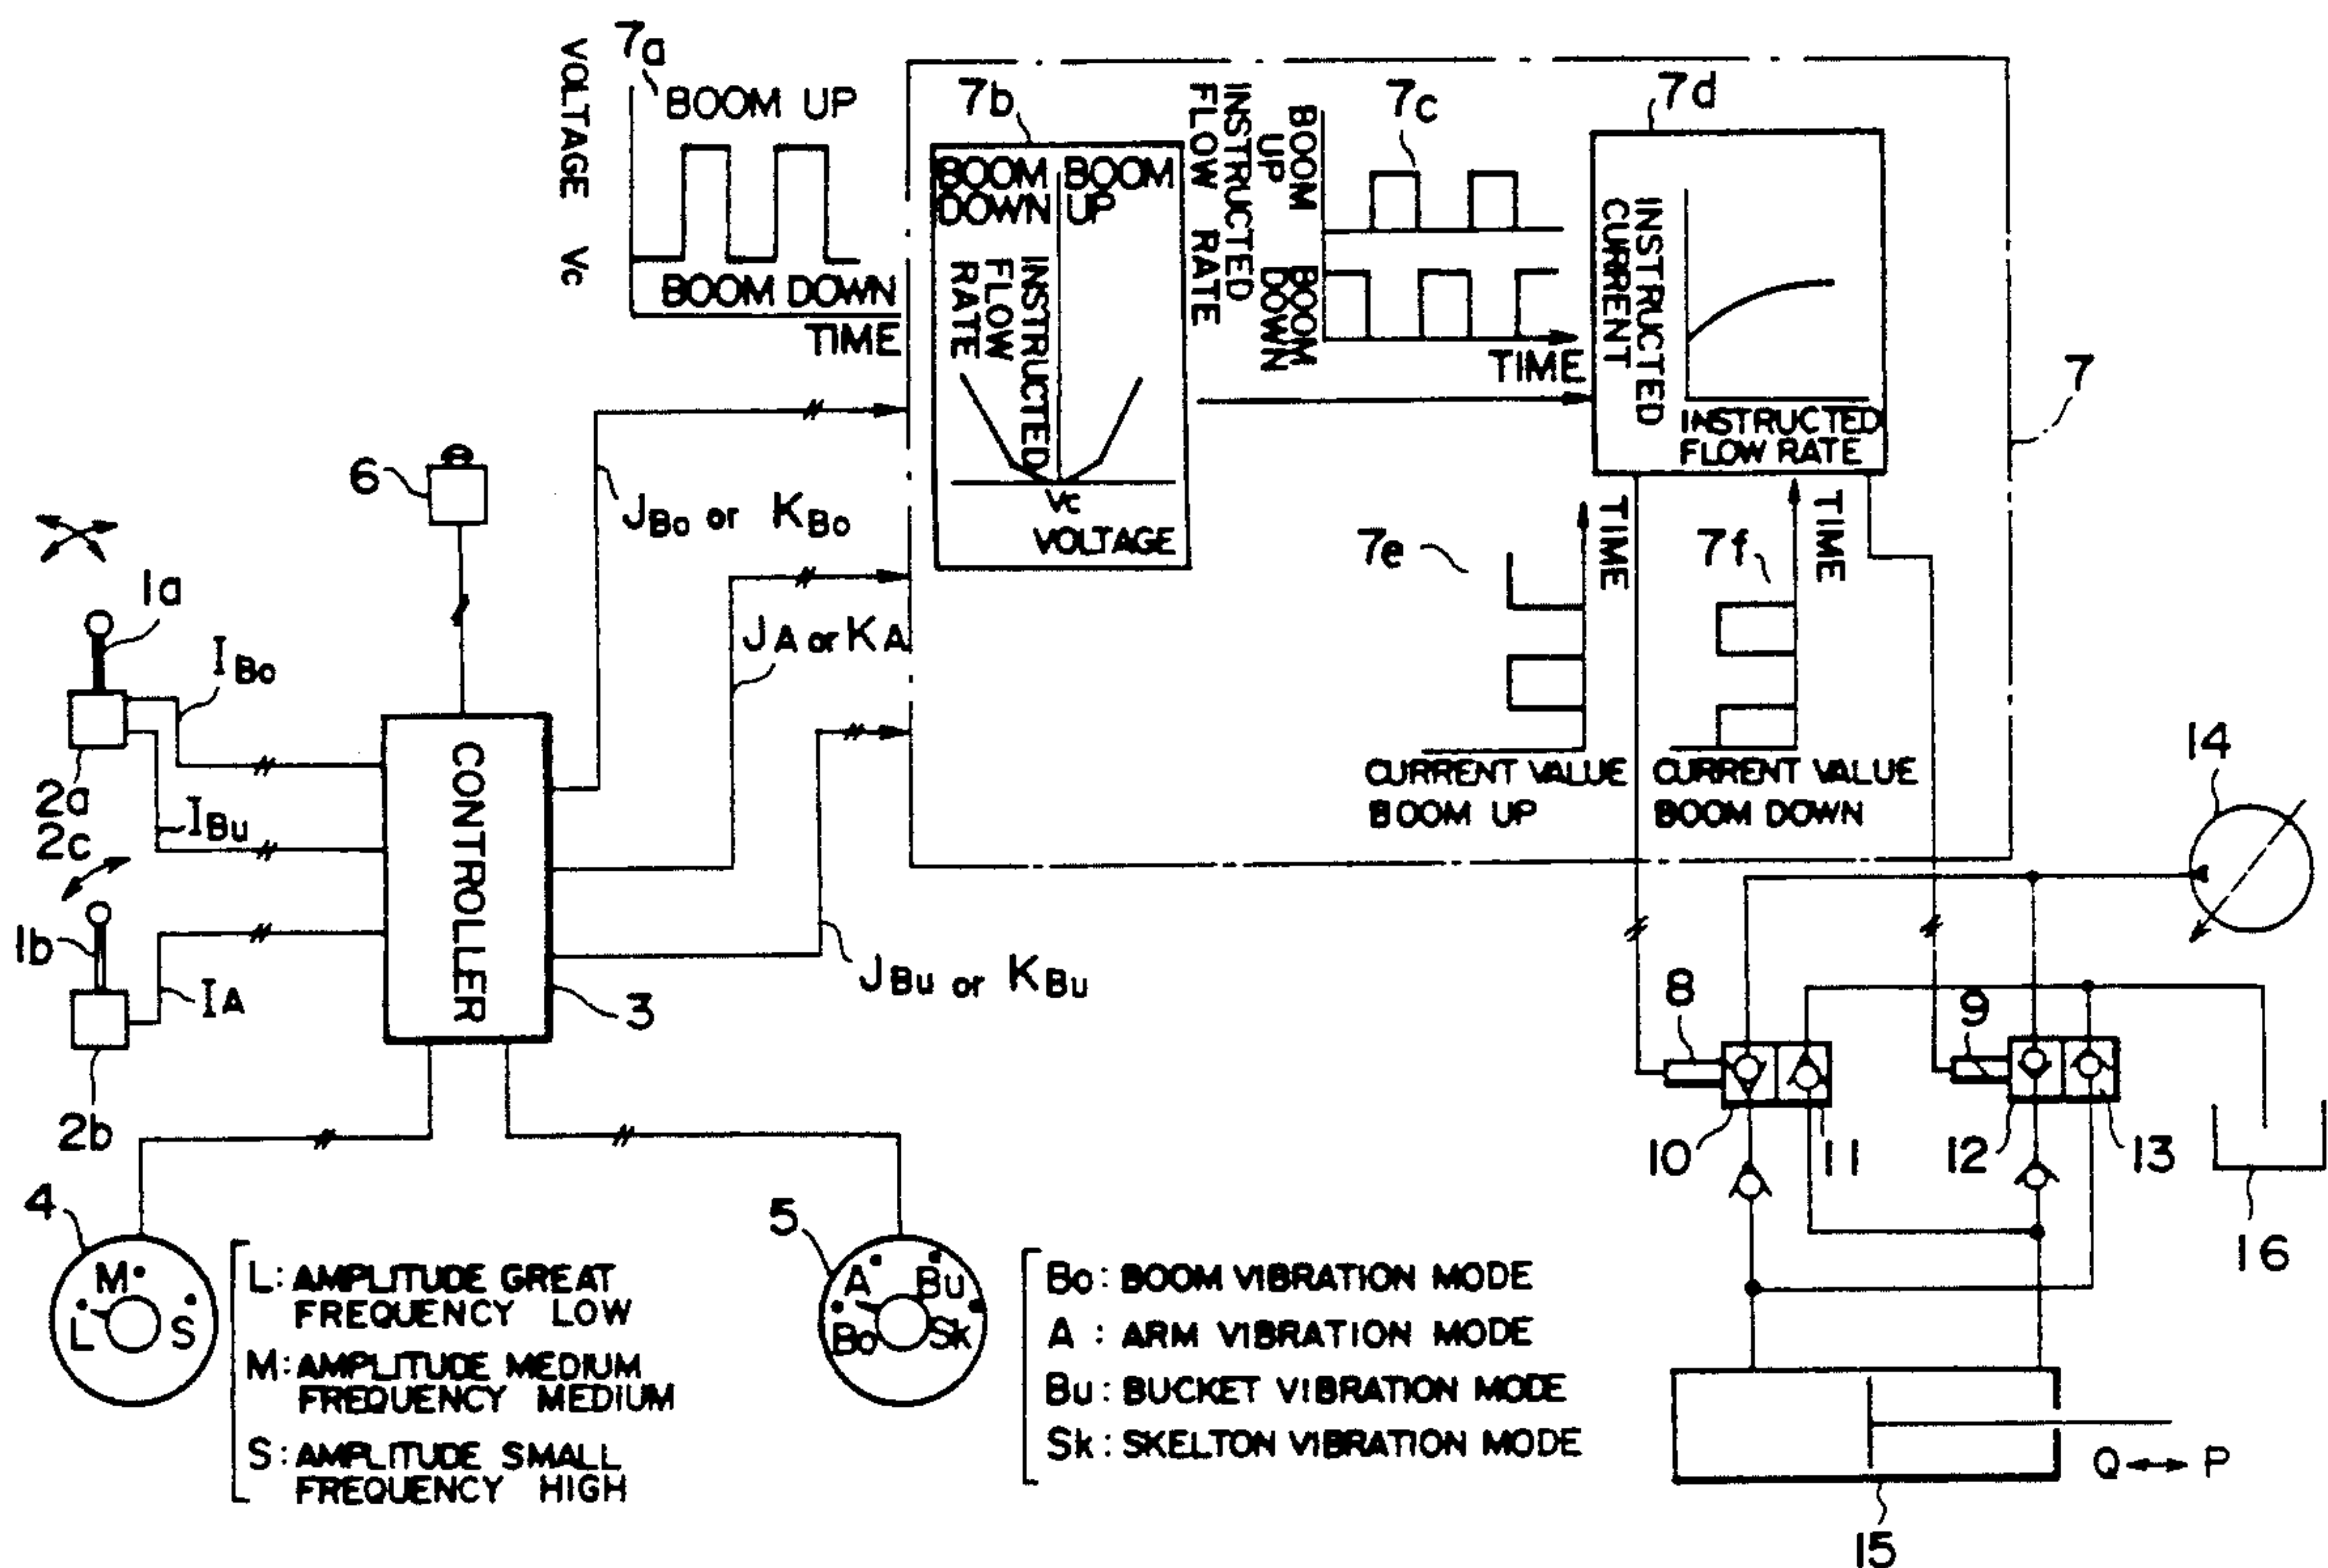 7a
VOLTAGE Vc
BOOM UP
BOOM DOWN
TIME
7b
BOOM DOWN
BOOM UP
INSTRUCTED
FLOW
RATE
Vc
VOLTAGE
INSTRUCTED
FLOW RATE
BOOM
UP
BOOM
DOWN
7c
TIME
7d
INSTRUCTED
CURRENT
INSTRUCTED
FLOW RATE
7
7e
TIME
CURRENT VALUE
BOOM UP
7f
TIME
CURRENT VALUE
BOOM DOWN
6
JBo or KBo
JA or KA
JBu or KBu
1a
IBo
2a
2c
IBu
1b
IA
2b
CONTROLLER
3
14
8
9
10
11
12
13
16
4
M
L
S
L: AMPLITUDE GREAT
FREQUENCY LOW
M: AMPLITUDE MEDIUM
FREQUENCY MEDIUM
S: AMPLITUDE SMALL
FREQUENCY HIGH
5
A
Bu
Bo
Sk
Bo: BOOM VIBRATION MODE
A : ARM VIBRATION MODE
Bu: BUCKET VIBRATION MODE
Sk: SKELTON VIBRATION MODE
Q P
15